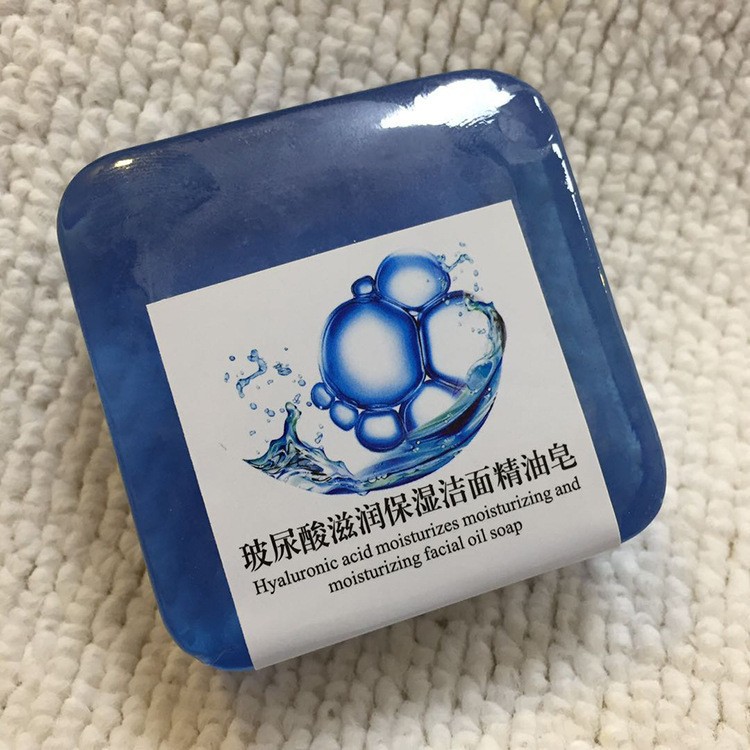 玻尿酸滋润保湿洁面精油皂
Hyaluronic acid moisturizes moisturizing and
moisturizing facial oil soap